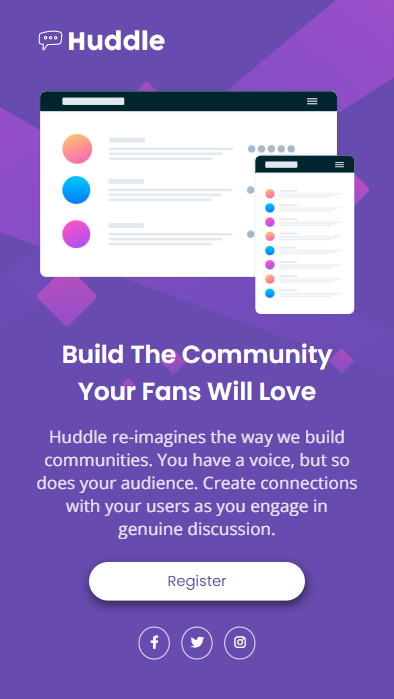 Huddle
Build The Community
Your Fans Will Love
Huddle re-imagines the way we build
communities. You have a voice, but so
does your audience. Create connections
with your users as you engage in
genuine discussion.
Register